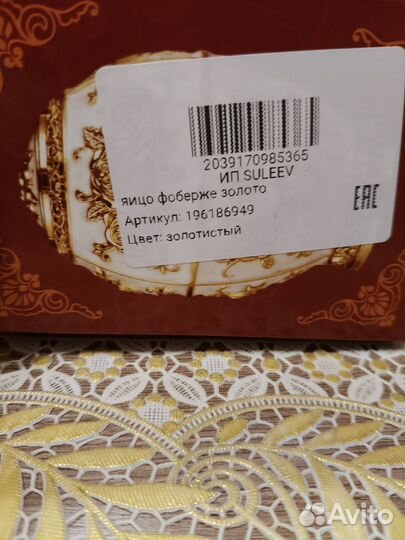 2039170985365
ИП SULEEV
яицо фоберже золото
Артикул: 196186949
Цвет: золотистый
EAC
Avito